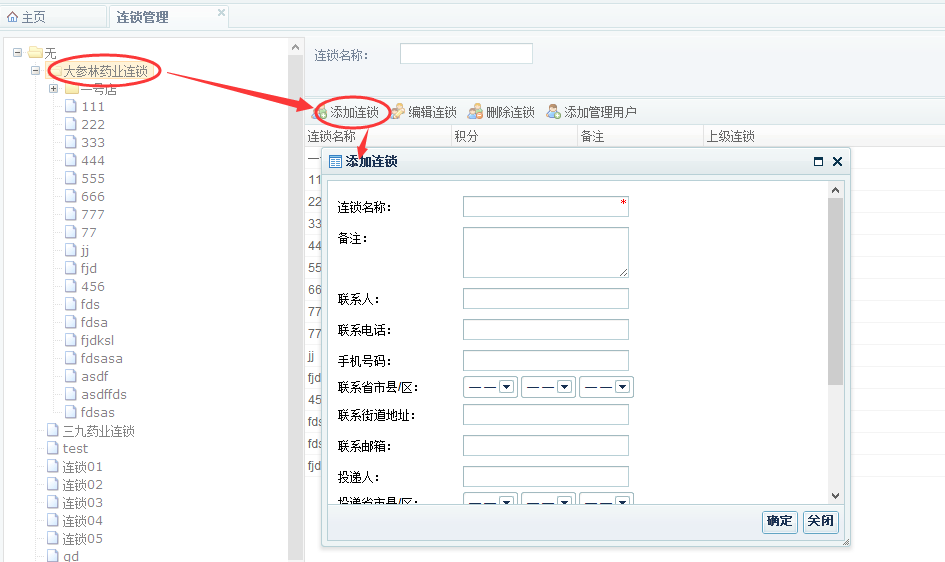 主页
连锁管理
无
大参林药业连锁
一号店
111
222
333
444
555
666
777
77
jj
fjd
456
fds
fdsa
fjdksl
fdsasa
asdf
asdffds
fdsas
三九药业连锁
test
连锁01
连锁02
连锁03
连锁04
连锁05
gd
连锁名称:
添加连锁 编辑连锁 删除连锁 添加管理用户
连锁名称 积分 备注 上级连锁
一
11
22
33
44
55
66
77
77
jj
fjd
45
fds
fds
fjd
添加连锁
连锁名称: *
备注:
联系人:
联系电话:
手机号码:
联系省市县/区: —— —— ——
联系街道地址:
联系邮箱:
投递人:
投递省市县/区: —— —— ——
确定 关闭